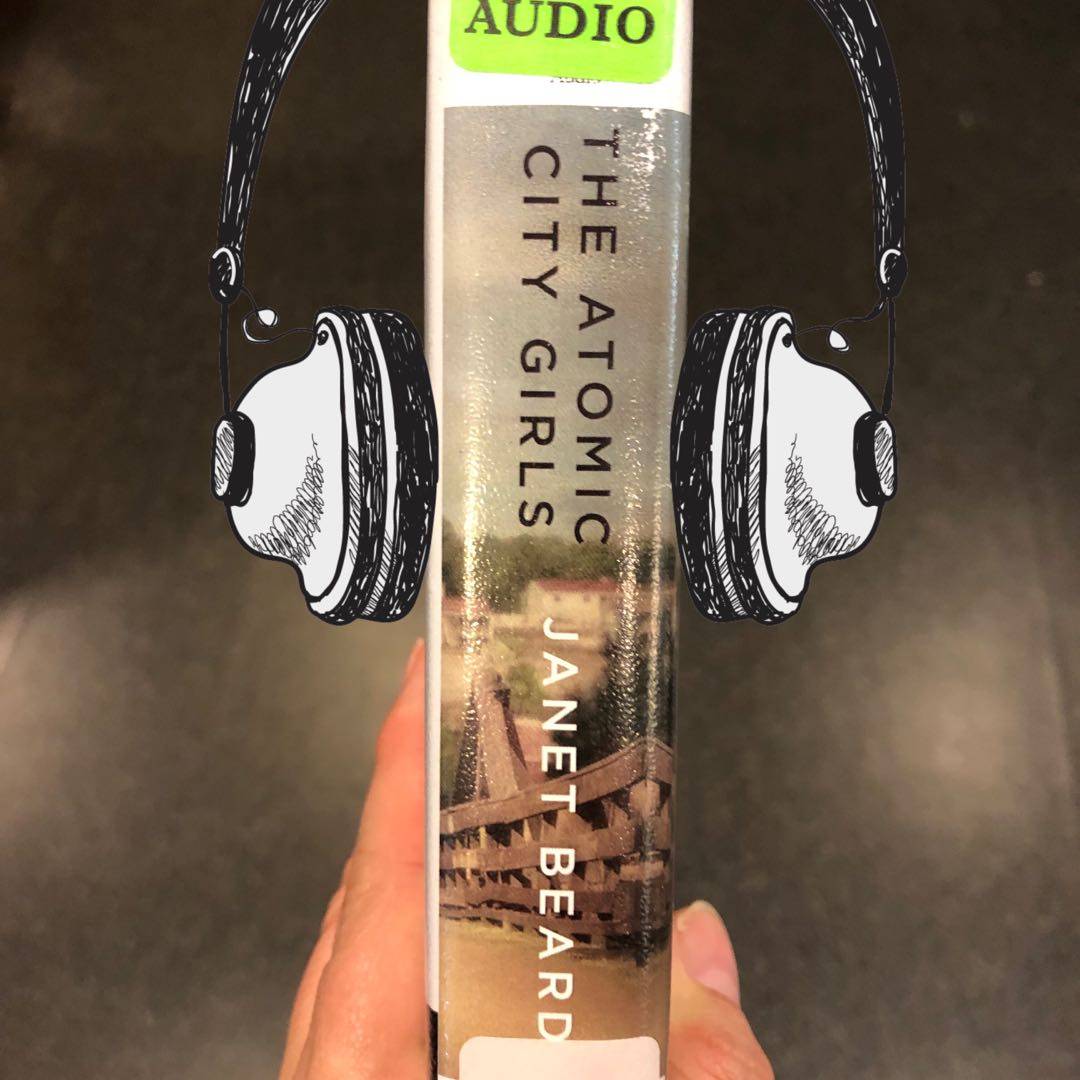 AUDIO
THE ATOMIC
CITY GIRLS
JANET BEARD